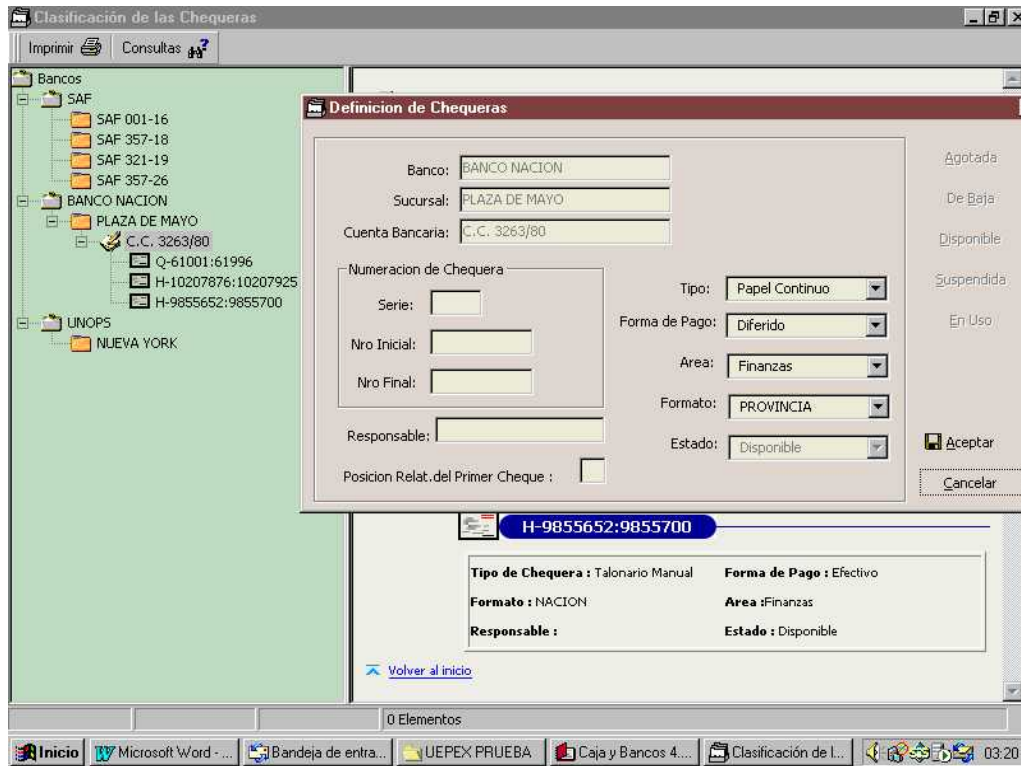 Clasificación de las Chequeras
Imprimir Consultas
Bancos
SAF
SAF 001-16
SAF 357-18
SAF 321-19
SAF 357-26
BANCO NACION
PLAZA DE MAYO
C.C. 3263/80
Q-61001:61996
H-10207876:10207925
H-9855652:9855700
UNOPS
NUEVA YORK
Definicion de Chequeras
Banco: BANCO NACION
Sucursal: PLAZA DE MAYO
Cuenta Bancaria: C.C. 3263/80
Numeracion de Chequera
Serie:
Nro Inicial:
Nro Final:
Responsable:
Posicion Relat.del Primer Cheque :
Tipo: Papel Continuo
Forma de Pago: Diferido
Area: Finanzas
Formato: PROVINCIA
Estado: Disponible
Agotada
De Baja
Disponible
Suspendida
En Uso
Aceptar
Cancelar
H-9855652:9855700
Tipo de Chequera : Talonario Manual Forma de Pago : Efectivo
Formato : NACION Area :Finanzas
Responsable : Estado : Disponible
Volver al inicio
0 Elementos
Inicio Microsoft Word - ... Bandeja de entra... UEPEX PRUEBA Caja y Bancos 4.... Clasificación de l... 03:20